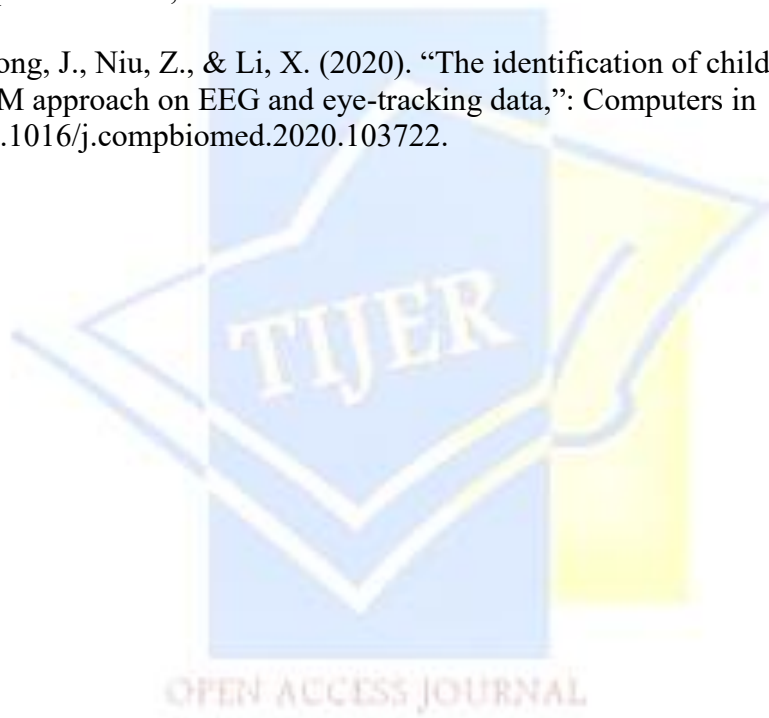 ong, J., Niu, Z., & Li, X. (2020). “The identification of child
M approach on EEG and eye-tracking data,”: Computers in
.1016/j.compbiomed.2020.103722.
TIJER
OPEN ACCESS JOURNAL